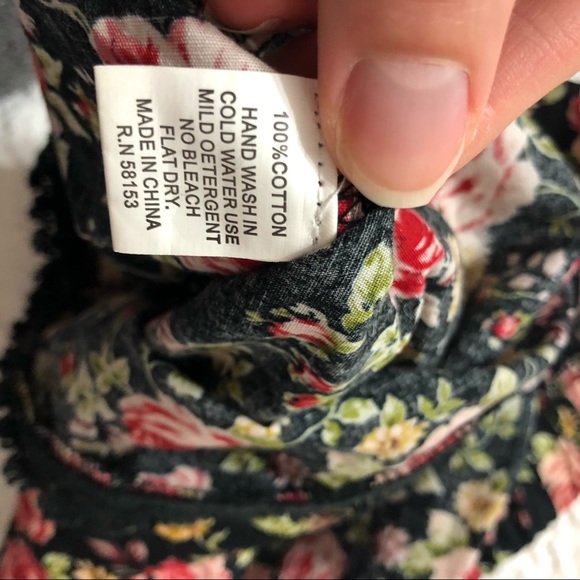 100%COTTON
HAND WASH IN
COLD WATER USE
MILD OETERGENT
NO BLEACH
FLAT DRY.
MADE IN CHINA
R.N 58153